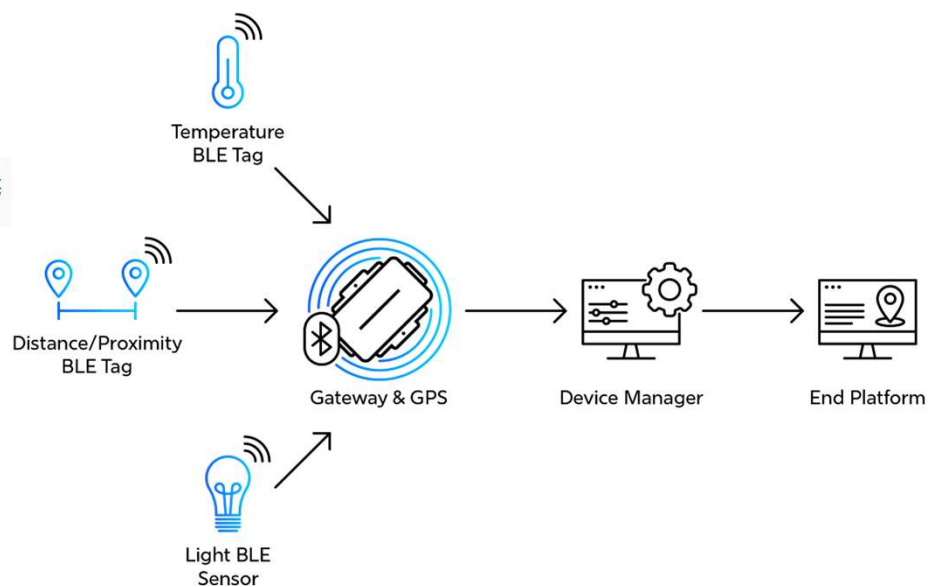 Temperature
BLE Tag
Distance/Proximity
BLE Tag
Gateway & GPS
Device Manager
End Platform
Light BLE
Sensor